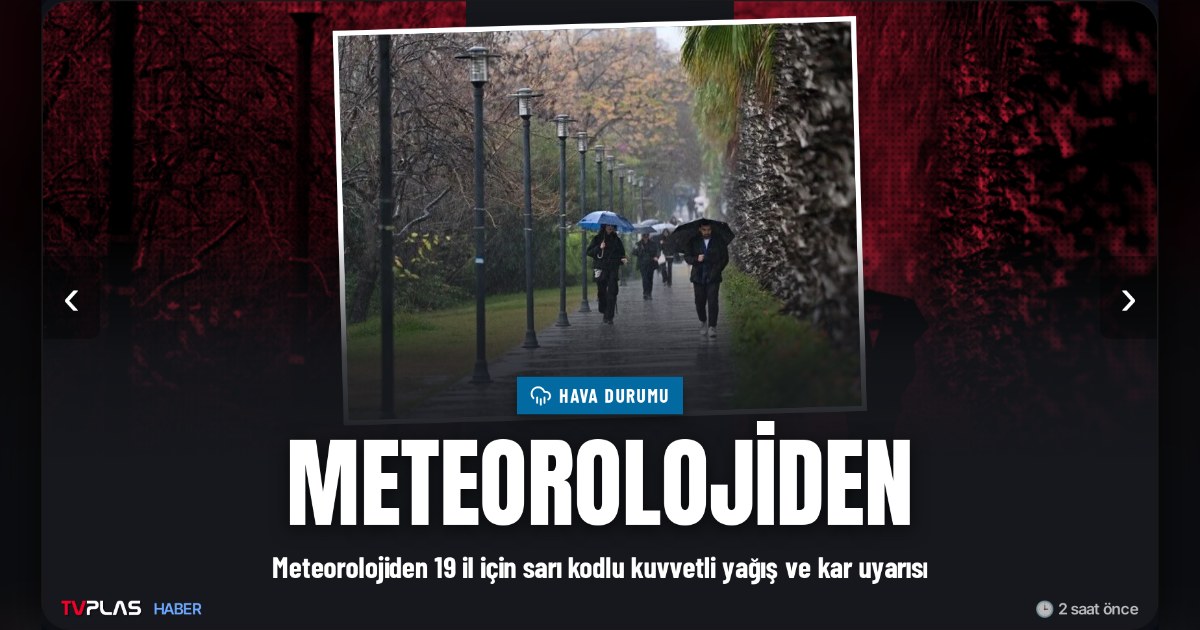 HAVA DURUMU
METEOROLOJİDEN
Meteorolojiden 19 il için sarı kodlu kuvvetli yağış ve kar uyarısı
TVPLAS HABER
2 saat önce